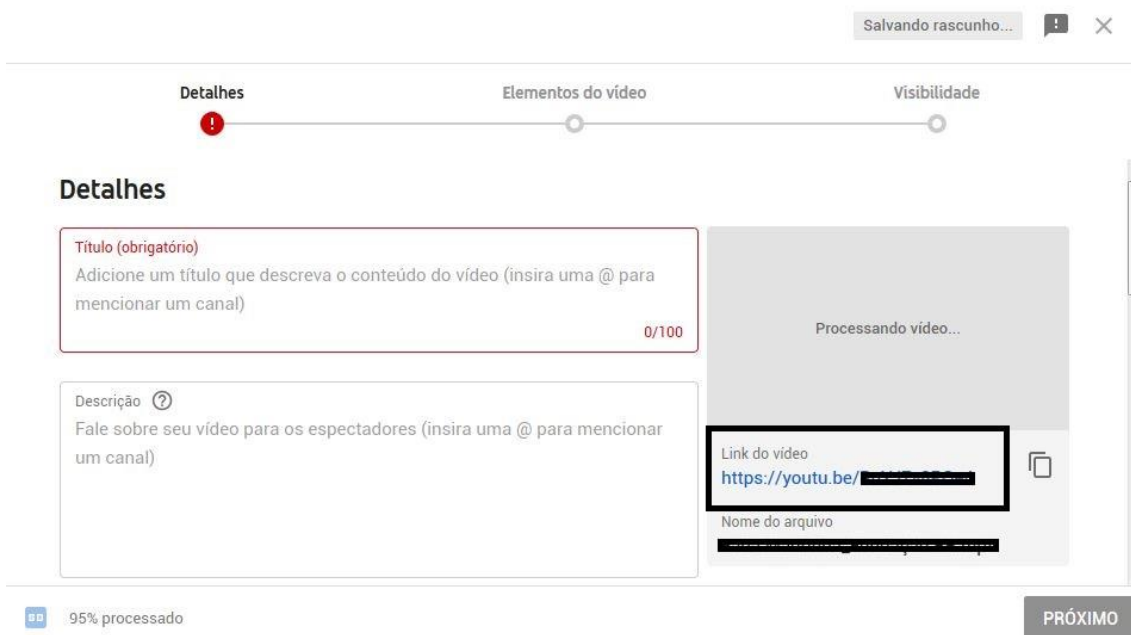 Salvando rascunho...
Detalhes
Elementos do vídeo
Visibilidade
Detalhes
Título (obrigatório)
Adicione um título que descreva o conteúdo do vídeo (insira uma @ para
mencionar um canal)
0/100
Processando vídeo...
Descrição
Fale sobre seu vídeo para os espectadores (insira uma @ para mencionar
um canal)
Link do vídeo
https://youtu.be/
Nome do arquivo
SD
95% processado
PRÓXIMO